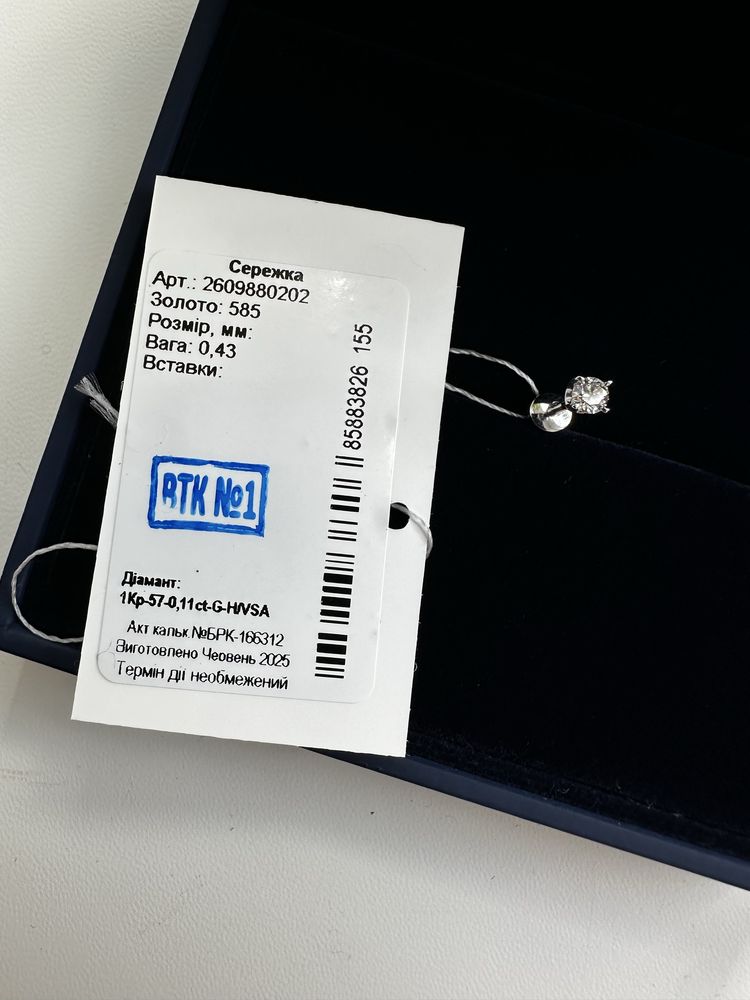 Сережка
Арт.: 2609880202
Золото: 585
Розмір, мм:
Вага: 0,43
Вставки:
85883826 155
ВТК №1
Діамант:
1Кр-57-0,11ct-G-H/VSA
Акт кальк.№БРК-166312
Виготовлено Червень 2025
Термін дії необмежений